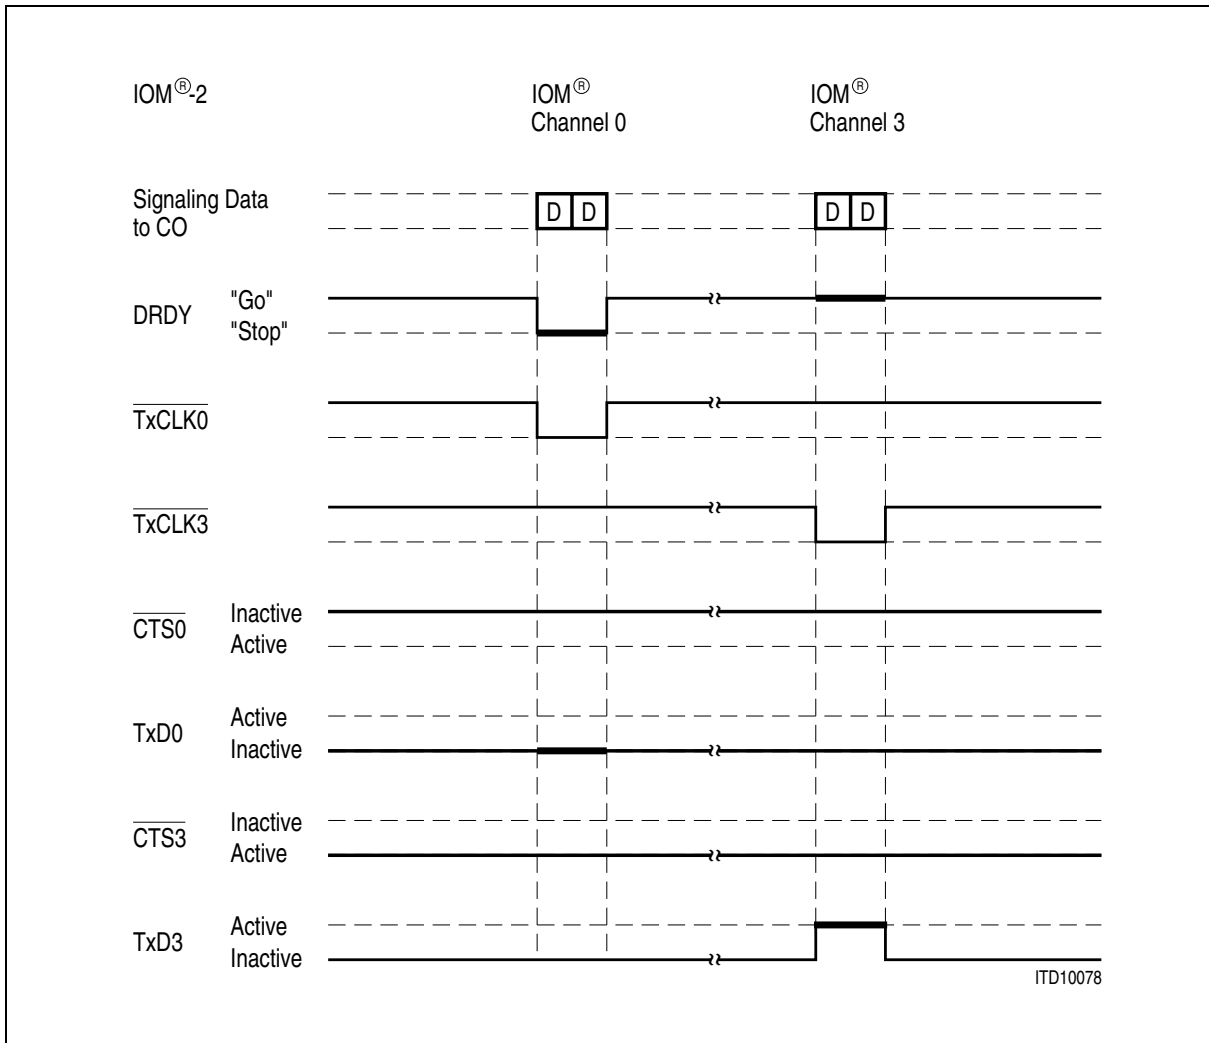 IOM®-2
IOM®
Channel 0
IOM®
Channel 3
Signaling Data
to CO
D D
D D
DRDY
"Go"
"Stop"
TxCLK0
TxCLK3
CTS0
Inactive
Active
TxD0
Active
Inactive
CTS3
Inactive
Active
TxD3
Active
Inactive
ITD10078